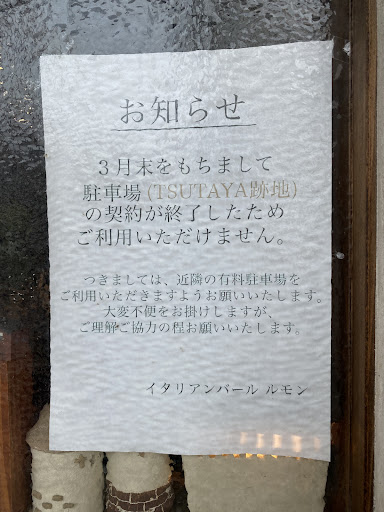 お知らせ
３月末をもちまして
駐車場(TSUTAYA跡地)
の契約が終了したため
ご利用いただけません。
つきましては、近隣の有料駐車場を
ご利用いただきますようお願いいたします。
大変不便をお掛けしますが、
ご理解ご協力の程お願いいたします。
イタリアンバール ルモン